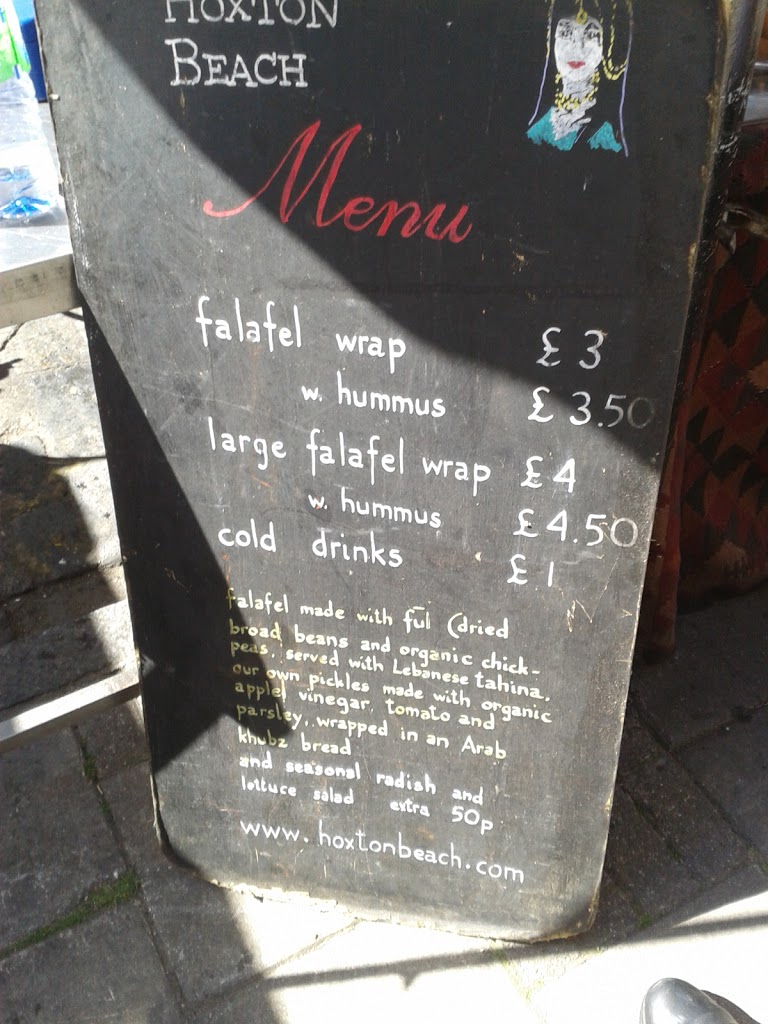 HOXTON
BEACH
Menu
falafel wrap £3
w. hummus £3.50
large falafel wrap £4
w. hummus £4.50
cold drinks £1
falafel made with fūl (dried
broad beans and organic chick-
peas, served with Lebanese tahina,
our own pickles made with organic
apple vinegar, tomato and
parsley, wrapped in an Arab
khubz bread
and seasonal radish and
lettuce salad extra 50p
www.hoxtonbeach.com